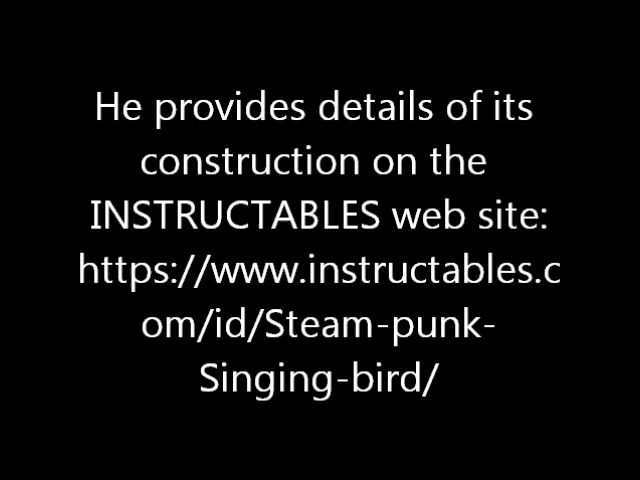 He provides details of its
construction on the
INSTRUCTABLES web site:
https://www.instructables.c
om/id/Steam-punk-
Singing-bird/